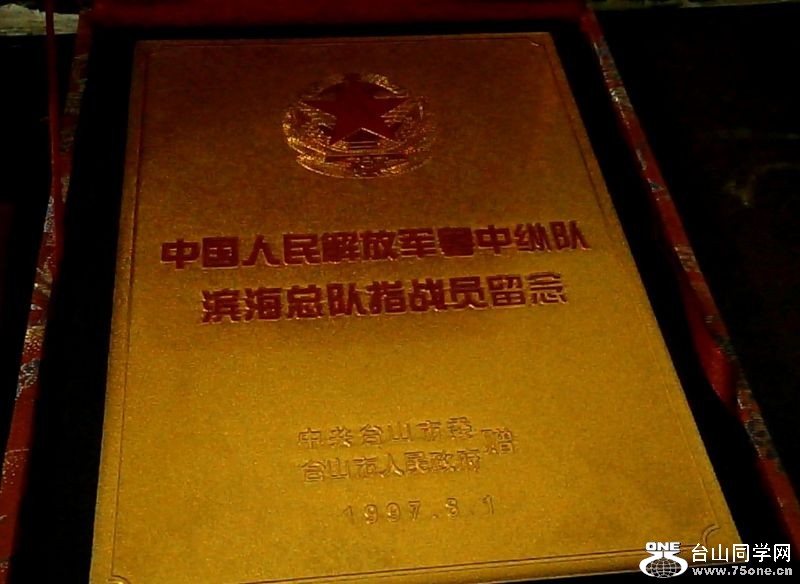 中国人民解放军粤中纵队
滨海总队指战员留念
中共台山市委
台山市人民政府
赠
1997.8.1
ONE
台山同学网
www.75one.cn